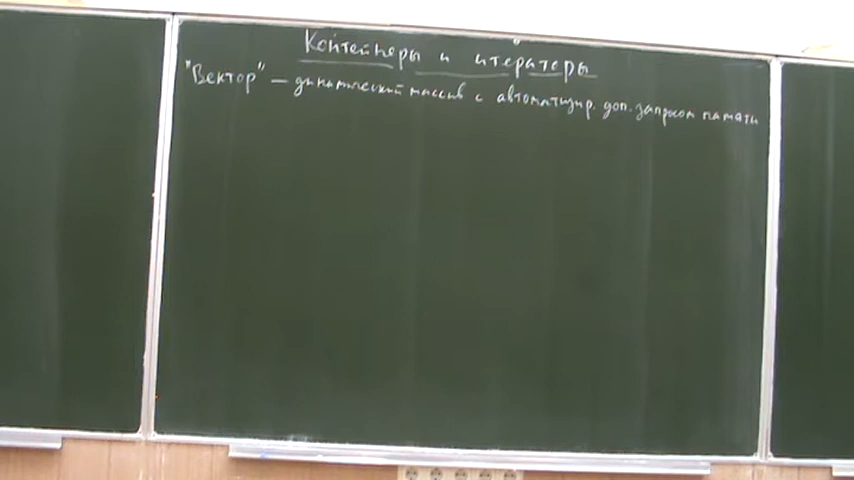 Контейнеры и итераторы
"Вектор" — динамический массив с автоматизир. доп. запросом памяти